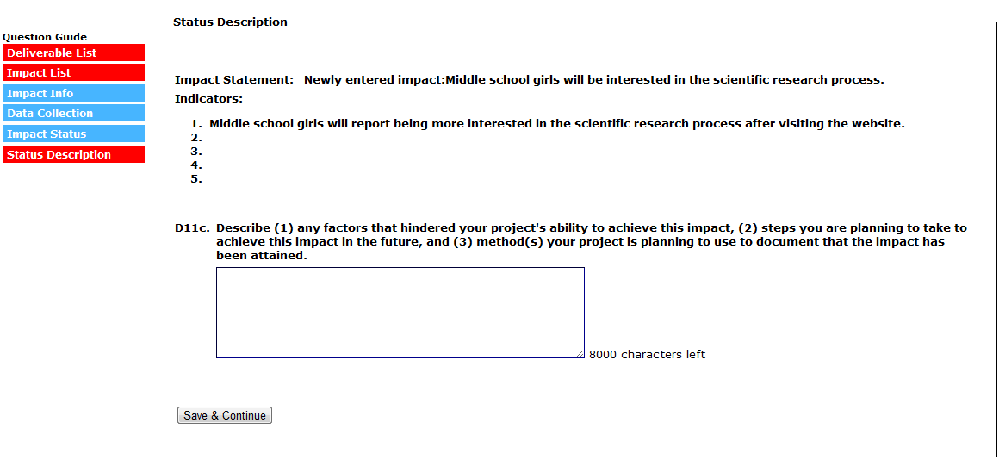 Status Description
Question Guide
Deliverable List
Impact List
Impact Info
Data Collection
Impact Status
Status Description
Impact Statement: Newly entered impact:Middle school girls will be interested in the scientific research process.
Indicators:
1. Middle school girls will report being more interested in the scientific research process after visiting the website.
2.
3.
4.
5.
D11c. Describe (1) any factors that hindered your project's ability to achieve this impact, (2) steps you are planning to take to
achieve this impact in the future, and (3) method(s) your project is planning to use to document that the impact has
been attained.
8000 characters left
Save & Continue